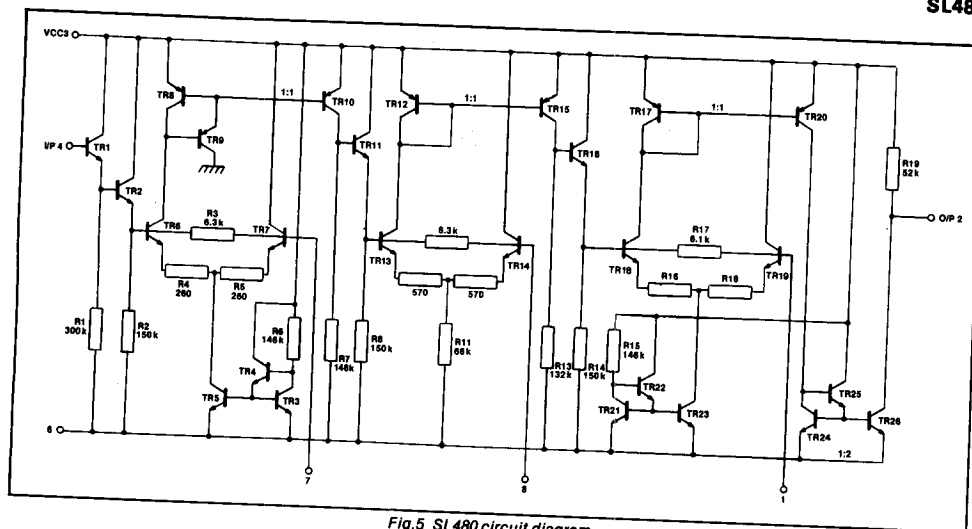 SL48
VCC3
TR8
1:1
TR10
TR12
1:1
TR15
TR17
1:1
TR20
I/P 4
TR1
TR9
TR11
TR16
R19
52k
TR2
O/P 2
TR6
R3
6.3k
TR7
6.3k
R17
6.1k
TR13
TR14
TR18
TR19
R4
260
R5
260
570
570
R16
R18
R1
300k
R2
150k
R6
146k
R7
146k
R8
150k
R11
66k
R13
132k
R14
150k
R15
146k
TR4
TR5
TR3
TR22
TR21
TR23
TR25
TR24
TR26
6
1:2
7
8
1
Fig.5 SL480 circuit diagram